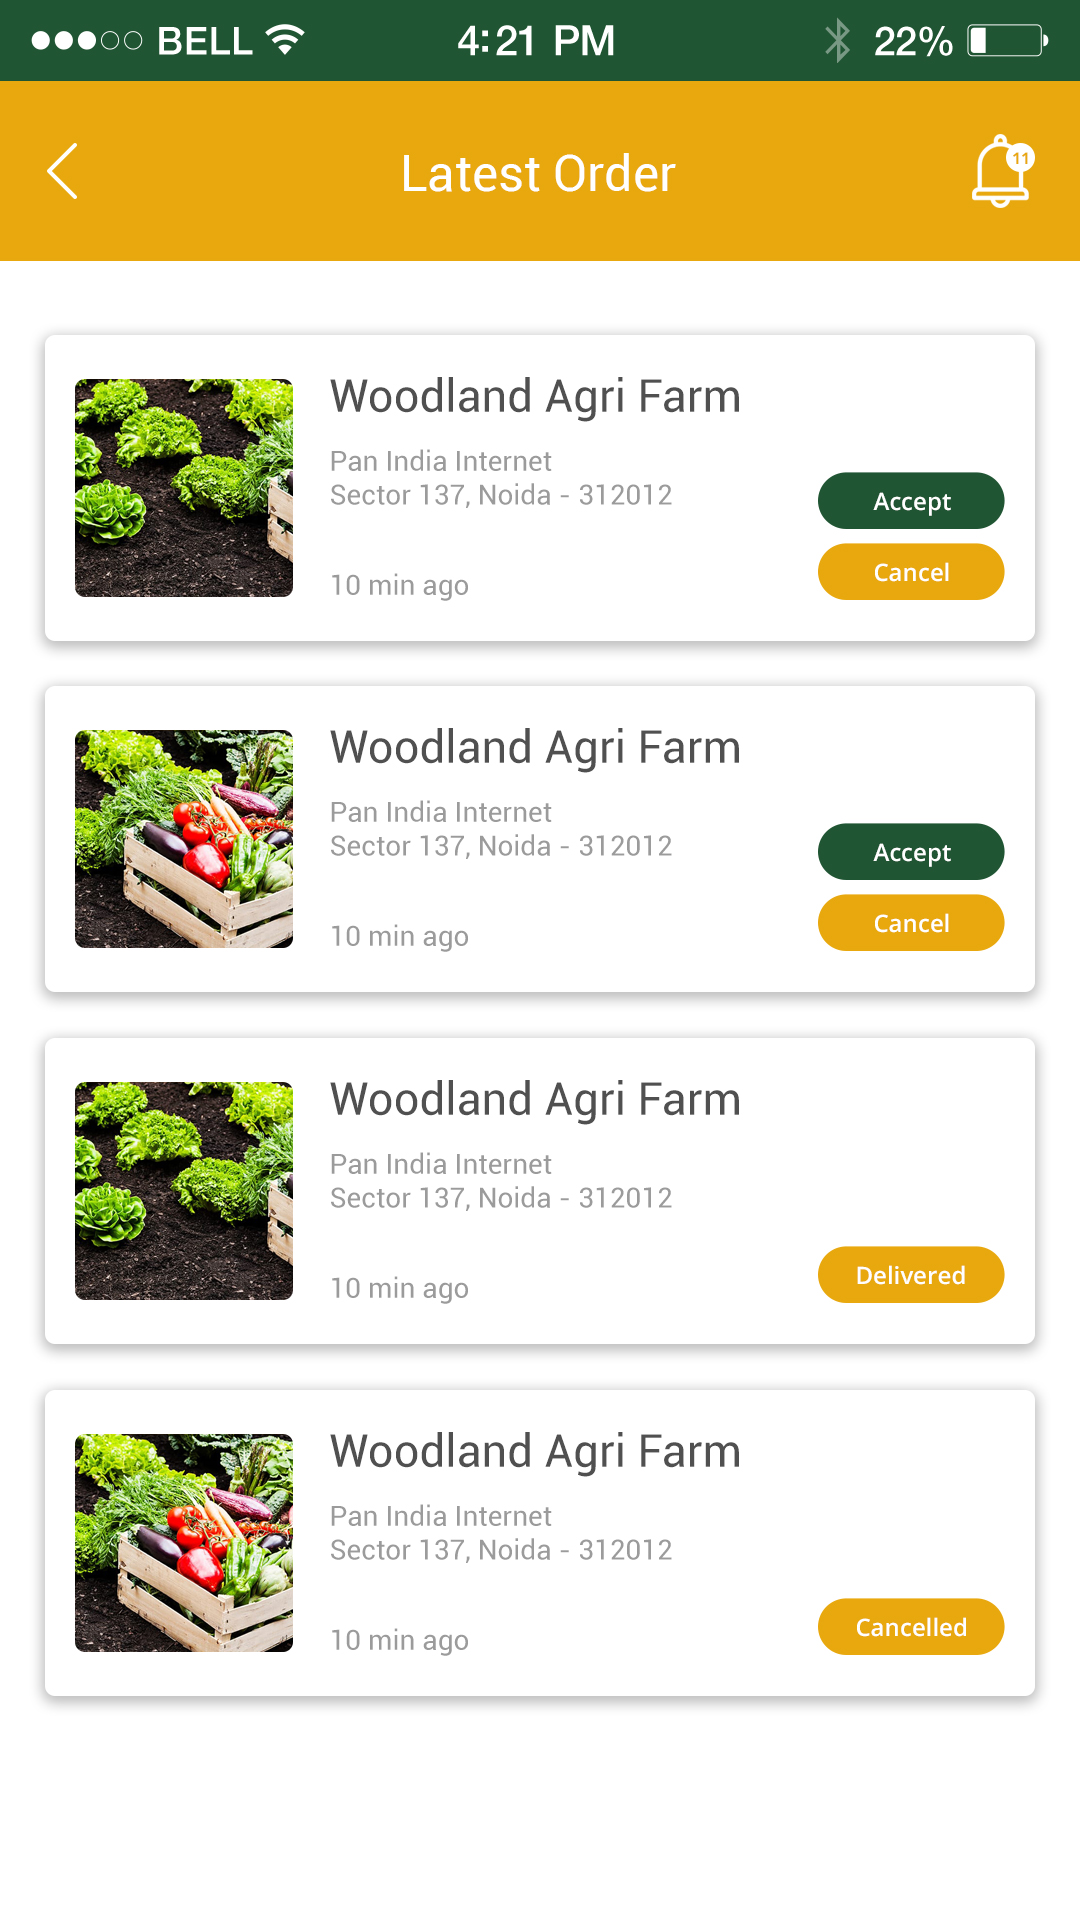 BELL 4:21 PM 22%
Latest Order 11
Woodland Agri Farm
Pan India Internet
Sector 137, Noida - 312012
Accept
Cancel
10 min ago
Woodland Agri Farm
Pan India Internet
Sector 137, Noida - 312012
Accept
Cancel
10 min ago
Woodland Agri Farm
Pan India Internet
Sector 137, Noida - 312012
Delivered
10 min ago
Woodland Agri Farm
Pan India Internet
Sector 137, Noida - 312012
Cancelled
10 min ago